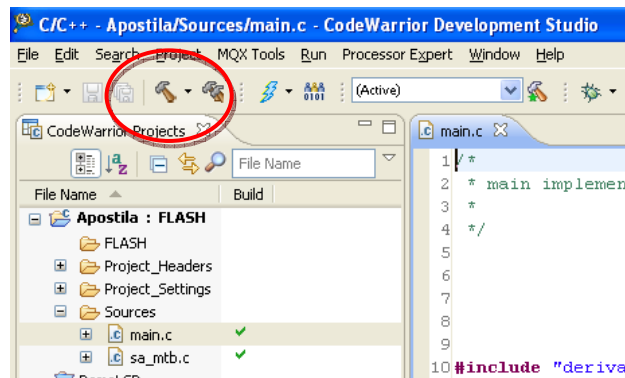 C/C++ - Apostila/Sources/main.c - CodeWarrior Development Studio
File Edit Search Project MQX Tools Run Processor Expert Window Help
010
0101
(Active)
CodeWarrior Projects
main.c
File Name
File Name Build
Apostila : FLASH
FLASH
Project_Headers
Project_Settings
Sources
main.c
sa_mtb.c
1 /*
2 * main implemen
3 *
4 */
5
6
7
8
9
10 #include "deriva